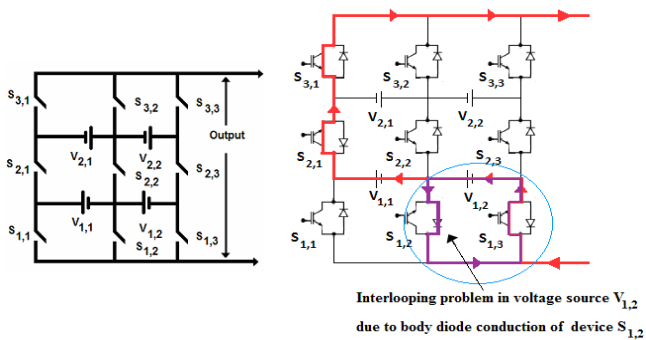 S3,1
S3,2
S3,3
Output
V2,1
V2,2
S2,1
S2,2
S2,3
V1,1
V1,2
S1,1
S1,2
S1,3
S3,1
S3,2
S3,3
V2,1
V2,2
S2,1
S2,2
S2,3
V1,1
V1,2
S1,1
S1,2
S1,3
Interlooping problem in voltage source V1,2
due to body diode conduction of device S1,2